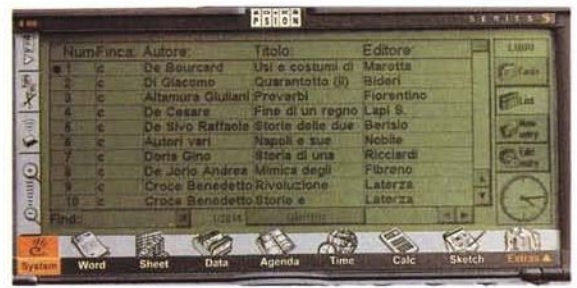 PSION
SERIES 5
Num Finca: Autore: Titolo: Editore LIBRI
1 c De Bourcard Usi e costumi di Marotta
2 c Di Giacomo Quarantotto (Il) Bideri
3 c Altamura Giuliani Proverbi Fiorentino
4 c De Cesare Fine di un regno Lapi S.
5 c De Sivo Raffaele Storie delle due Berisio
6 c Autori vari Napoli e sue Nobile
7 c Doria Gino Storia di una Ricciardi
8 c De Jorio Andrea Mimica degli Fibreno
9 c Croce Benedetto Rivoluzione Laterza
10 c Croce Benedetto Storie e Laterza
List
New entry
Edit entry
Find:
System Word Sheet Data Agenda Time Calc Sketch Extras